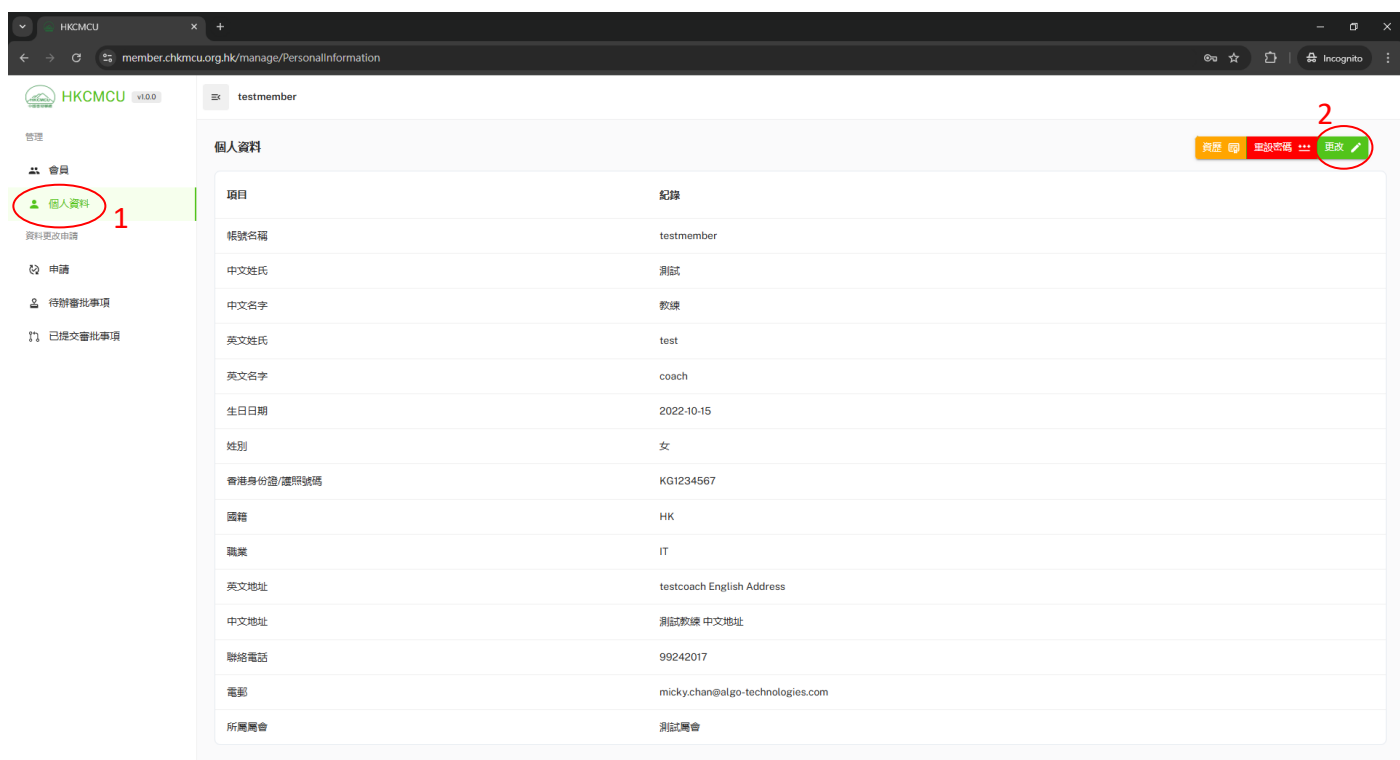 HKCMCU
member.chkmcu.org.hk/manage/PersonalInformation
Incognito
HKCMCU v1.0.0
testmember
管理
會員
個人資料
1
資料更改申請
申請
待辦審批事項
已提交審批事項
2
個人資料
資歷
重設密碼
更改
項目 紀錄
帳號名稱 testmember
中文姓氏 測試
中文名字 教練
英文姓氏 test
英文名字 coach
生日日期 2022-10-15
姓別 女
香港身份證/護照號碼 KG1234567
國籍 HK
職業 IT
英文地址 testcoach English Address
中文地址 測試教練 中文地址
聯絡電話 99242017
電郵 micky.chan@algo-technologies.com
所屬屬會 測試屬會